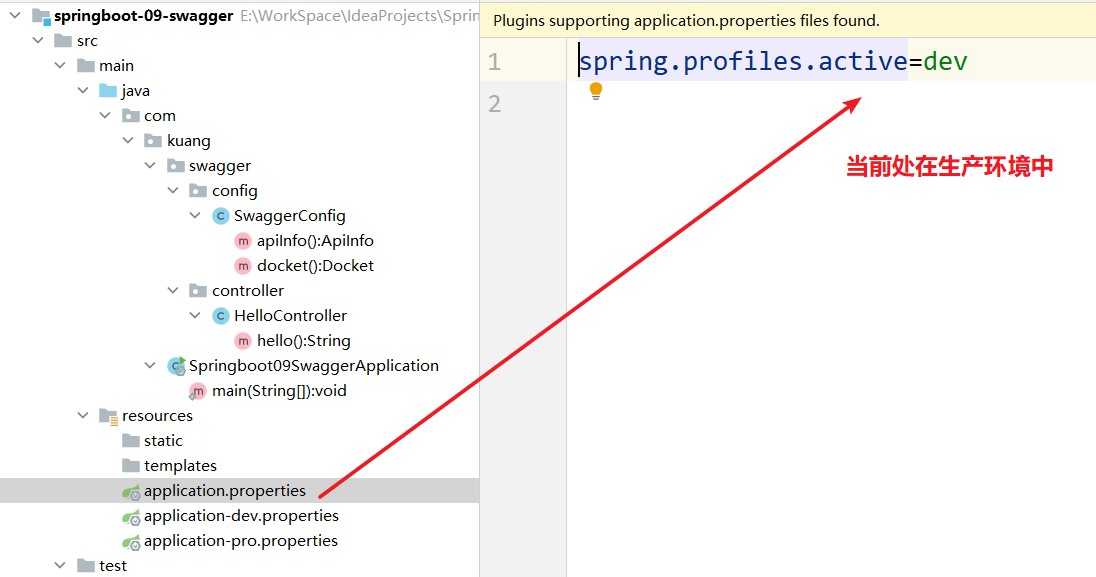 springboot-09-swagger E:\WorkSpace\IdeaProjects\Sprin
src
main
java
com
kuang
swagger
config
SwaggerConfig
apiInfo():ApiInfo
docket():Docket
controller
HelloController
hello():String
Springboot09SwaggerApplication
main(String[]):void
resources
static
templates
application.properties
application-dev.properties
application-pro.properties
test
Plugins supporting application.properties files found.
1 spring.profiles.active=dev
2
当前处在生产环境中